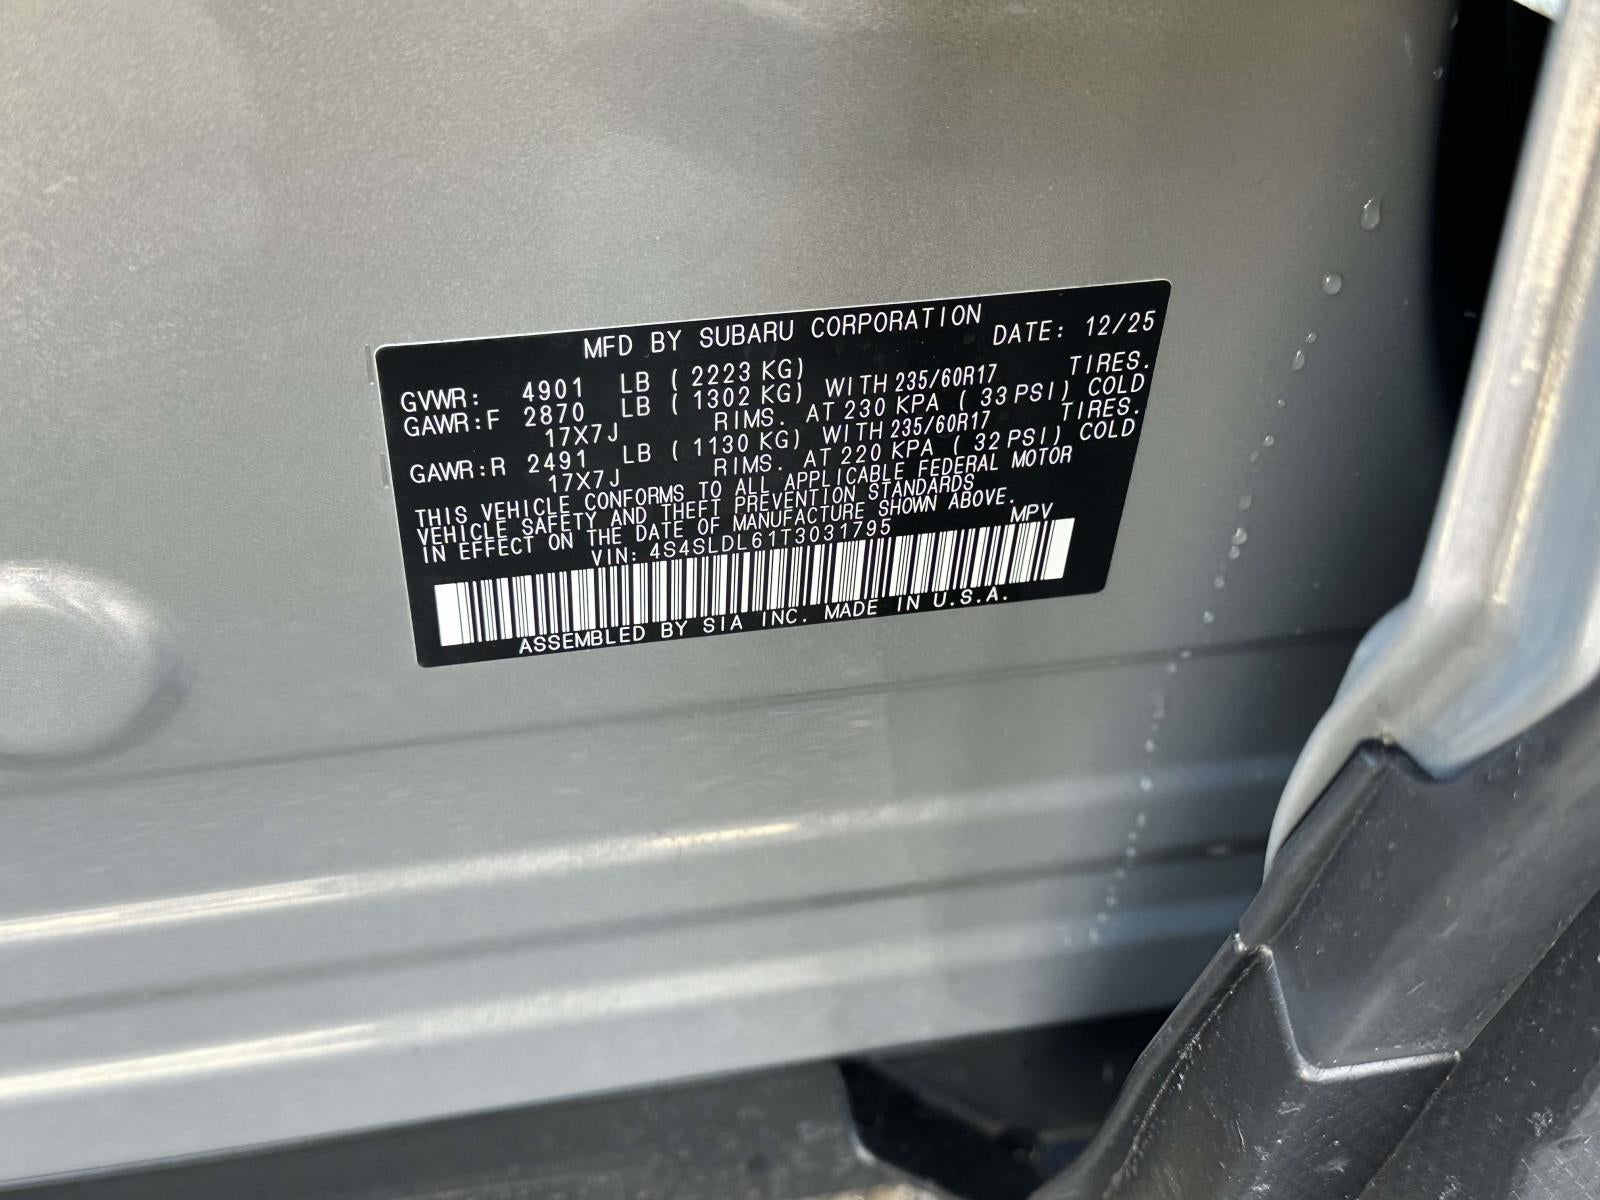 MFD BY SUBARU CORPORATION DATE: 12/25
GVWR: 4901 LB ( 2223 KG)
GAWR:F 2870 LB ( 1302 KG) WITH 235/60R17 TIRES.
17X7J RIMS. AT 230 KPA ( 33 PSI) COLD
GAWR:R 2491 LB ( 1130 KG) WITH 235/60R17 TIRES.
17X7J RIMS. AT 220 KPA ( 32 PSI) COLD
THIS VEHICLE CONFORMS TO ALL APPLICABLE FEDERAL MOTOR
VEHICLE SAFETY AND THEFT PREVENTION STANDARDS
IN EFFECT ON THE DATE OF MANUFACTURE SHOWN ABOVE.
VIN: 4S4SLDL61T3031795 MPV
ASSEMBLED BY SIA INC. MADE IN U.S.A.